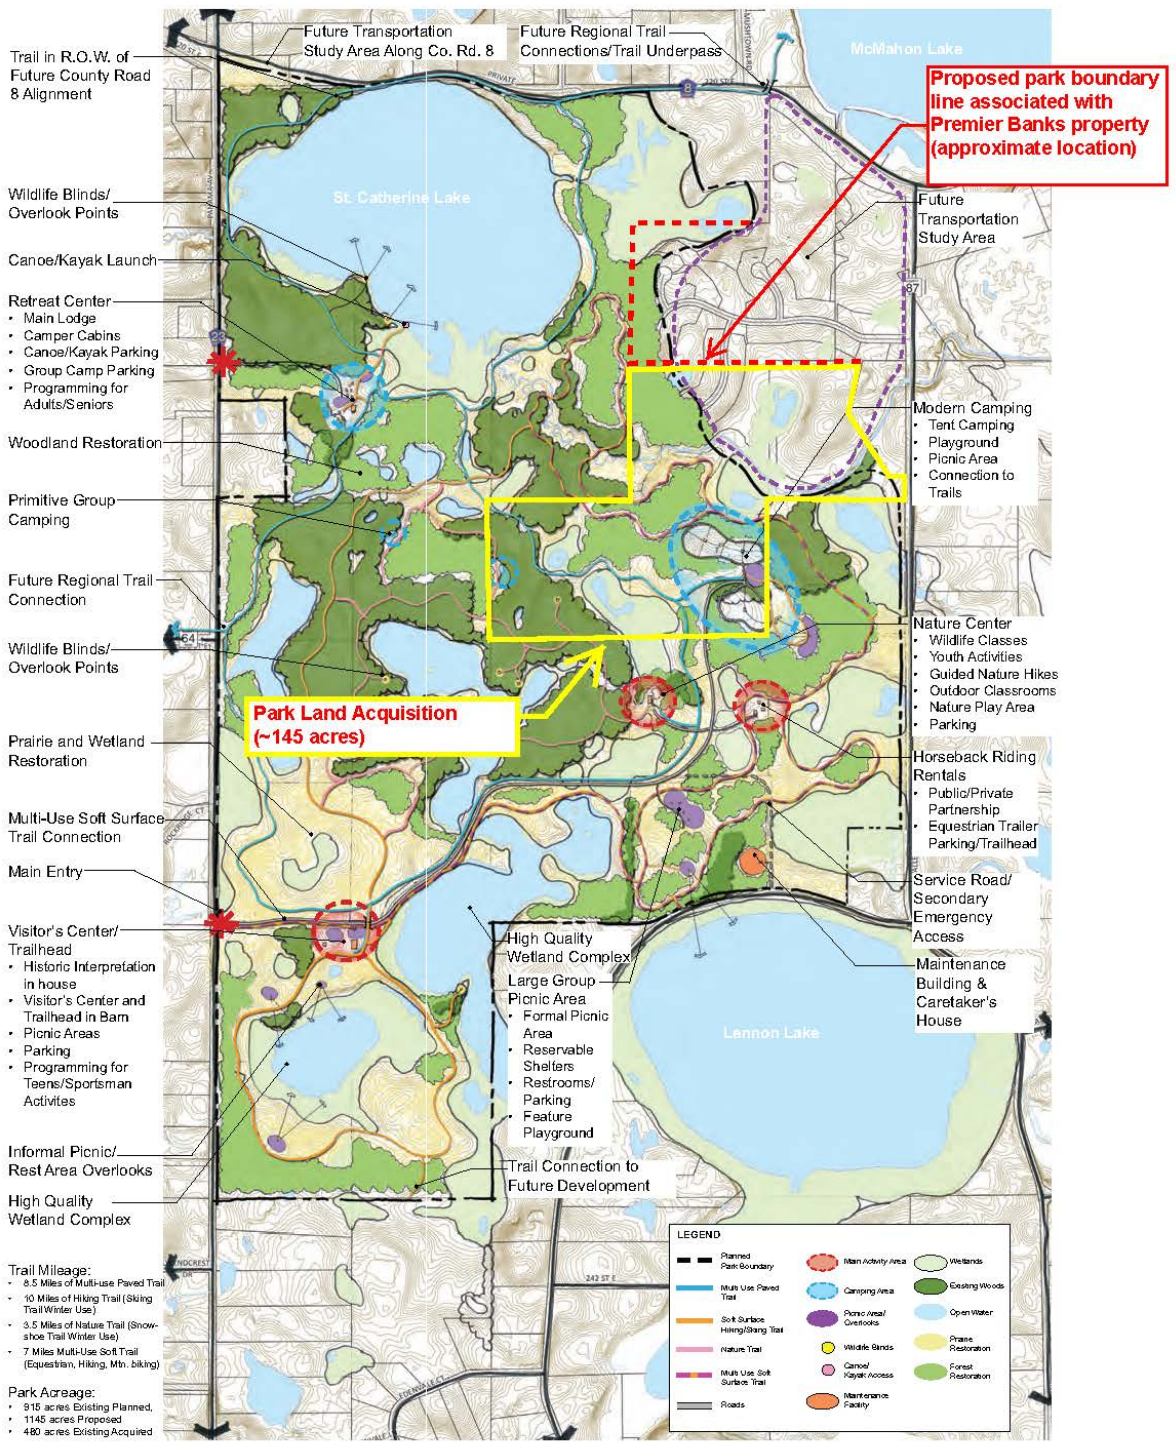 Trail in R.O.W. of
Future County Road
8 Alignment
Future Transportation
Study Area Along Co. Rd. 8
Future Regional Trail
Connections/Trail Underpass
MUSHTOWN RD
McMahon Lake
PRIVATE
8
220 ST E
Proposed park boundary
line associated with
Premier Banks property
(approximate location)
Wildlife Blinds/
Overlook Points
St. Catherine Lake
Future
Transportation
Study Area
Canoe/Kayak Launch
87
Retreat Center
• Main Lodge
• Camper Cabins
• Canoe/Kayak Parking
• Group Camp Parking
• Programming for
Adults/Seniors
23
Modern Camping
• Tent Camping
• Playground
• Picnic Area
• Connection to
Trails
Woodland Restoration
Primitive Group
Camping
Future Regional Trail
Connection
64
Wildlife Blinds/
Overlook Points
Nature Center
• Wildlife Classes
• Youth Activities
• Guided Nature Hikes
• Outdoor Classrooms
• Nature Play Area
• Parking
Park Land Acquisition
(~145 acres)
Prairie and Wetland
Restoration
Horseback Riding
Rentals
• Public/Private
Partnership
• Equestrian Trailer
Parking/Trailhead
Multi-Use Soft Surface
Trail Connection
ROCKRIDGE CT
Main Entry
Service Road/
Secondary
Emergency
Access
Visitor's Center/
Trailhead
• Historic Interpretation
in house
• Visitor's Center and
Trailhead in Barn
• Picnic Areas
• Parking
• Programming for
Teens/Sportsman
Activites
High Quality
Wetland Complex
Large Group
Picnic Area
• Formal Picnic
Area
• Reservable
Shelters
• Restrooms/
Parking
• Feature
Playground
Maintenance
Building &
Caretaker's
House
Lennon Lake
Informal Picnic/
Rest Area Overlooks
Trail Connection to
Future Development
High Quality
Wetland Complex
Trail Mileage:
- 8.5 Miles of Multi-use Paved Trail
- 10 Miles of Hiking Trail (Skiing
Trail Winter Use)
- 3.5 Miles of Nature Trail (Snow-
shoe Trail Winter Use)
- 7 Miles Multi-Use Soft Trail
(Equestrian, Hiking, Mtn. biking)
Park Acreage:
• 915 acres Existing Planned,
• 1145 acres Proposed
• 480 acres Existing Acquired
DR
242 ST E
LEGEND
Planned
Park Boundary
Multi Use Paved
Trail
Soft Surface
Hiking/Skiing Trail
Nature Trail
Multi Use Soft
Surface Trail
Roads
Main Activity Area
Camping Area
Picnic Area/
Overlooks
Wildlife Blinds
Canoe/
Kayak Access
Maintenance
Facility
Wetlands
Existing Woods
Open Water
Prairie
Restoration
Forest
Restoration